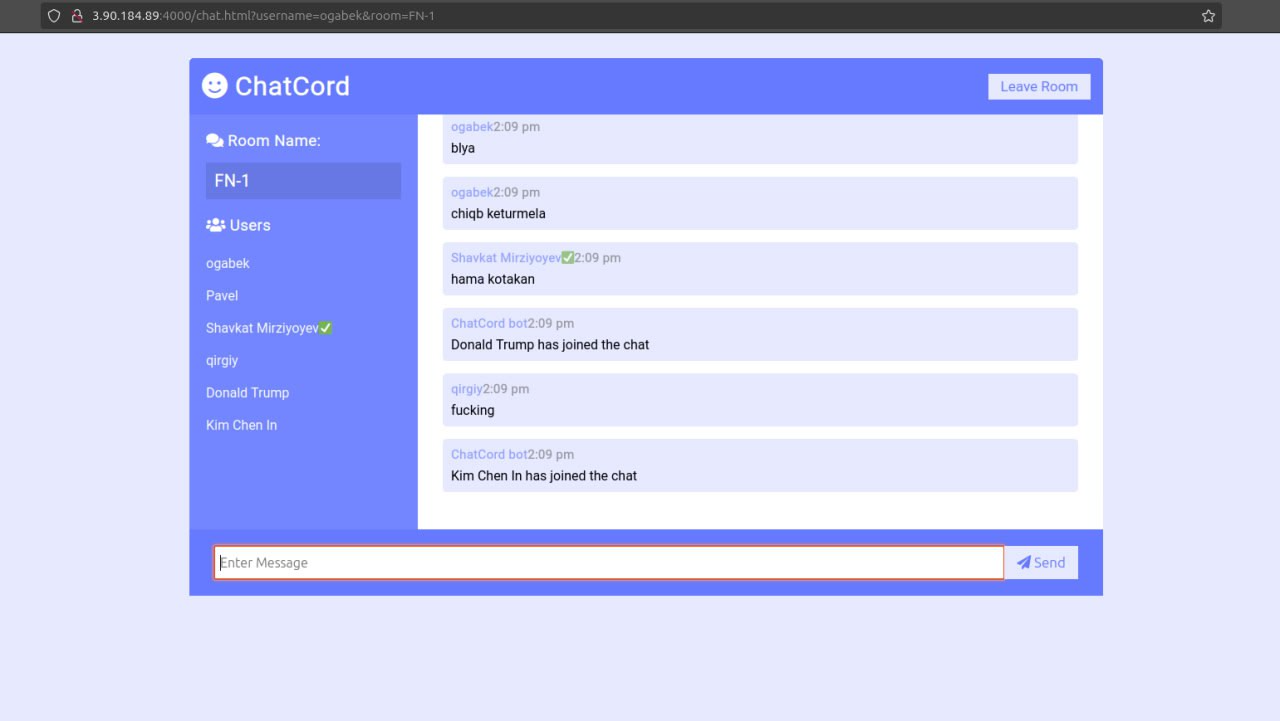 3.90.184.89:4000/chat.html?username=ogabek&room=FN-1
ChatCord
Leave Room
Room Name:
FN-1
Users
ogabek
Pavel
Shavkat Mirziyoyev✅
qirgiy
Donald Trump
Kim Chen In
ogabek2:09 pm
blya
ogabek2:09 pm
chiqb keturmela
Shavkat Mirziyoyev✅2:09 pm
hama kotakan
ChatCord bot2:09 pm
Donald Trump has joined the chat
qirgiy2:09 pm
fucking
ChatCord bot2:09 pm
Kim Chen In has joined the chat
Enter Message
Send